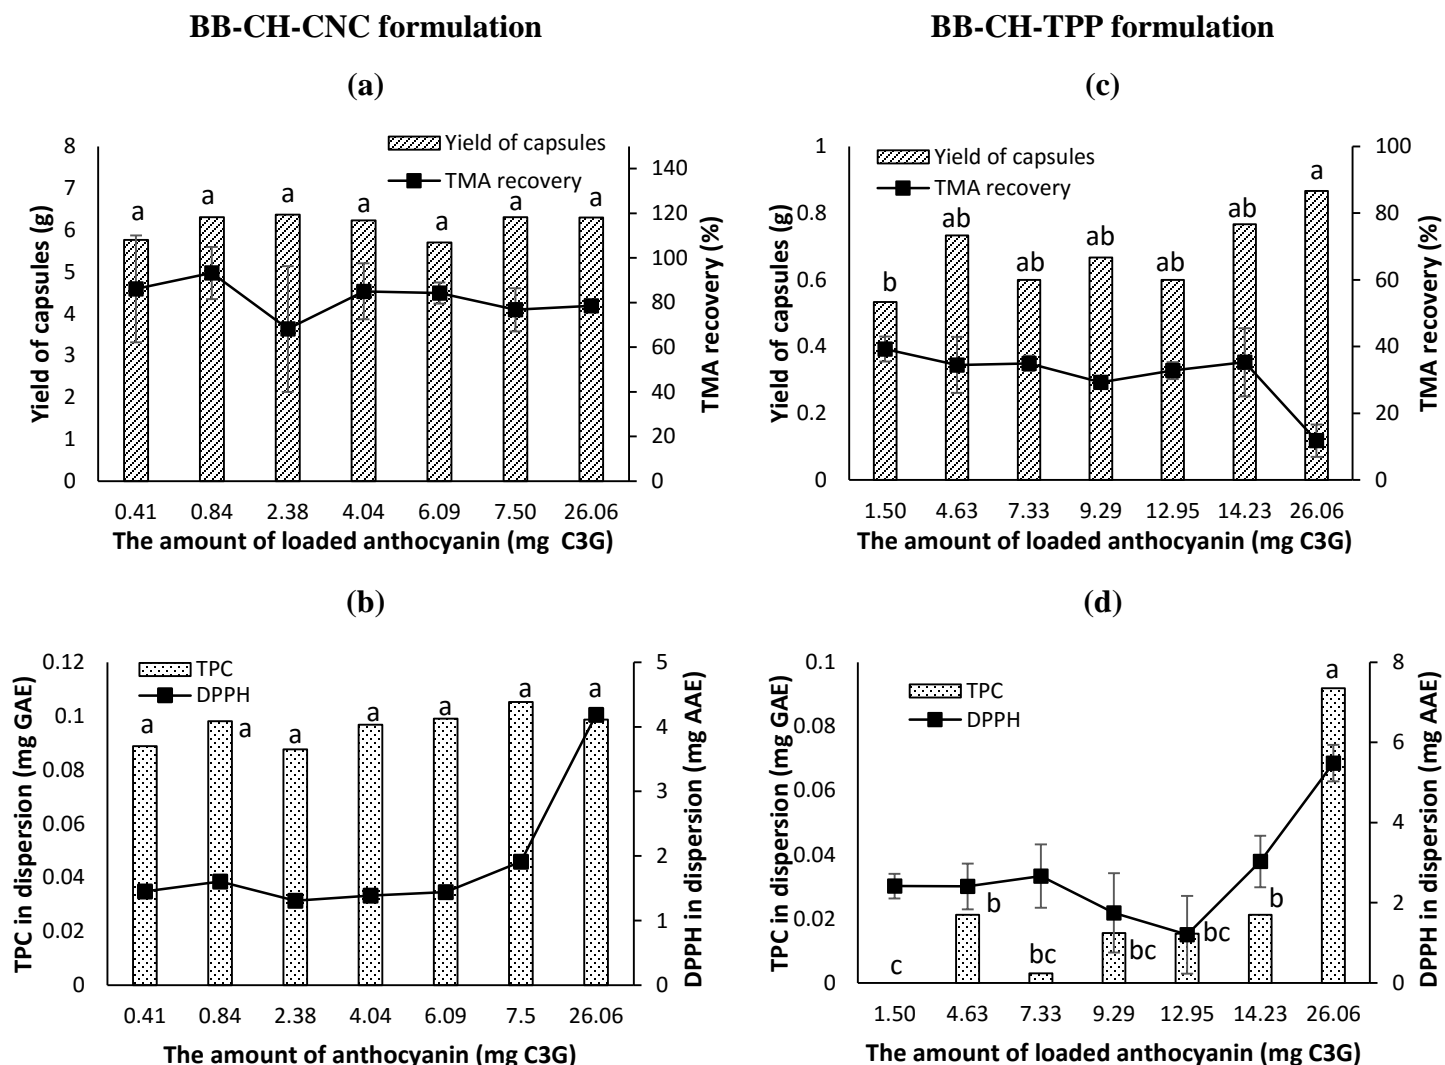 BB-CH-CNC formulation
BB-CH-TPP formulation
(a)
8
7
6
5
4
3
2
1
0
Yield of capsules (g)
Yield of capsules
TMA recovery
a a a a a a a
140
120
100
80
60
40
20
0
TMA recovery (%)
0.41 0.84 2.38 4.04 6.09 7.50 26.06
The amount of loaded anthocyanin (mg C3G)
(c)
1
0.8
0.6
0.4
0.2
0
Yield of capsules (g)
Yield of capsules
TMA recovery
b ab ab ab ab ab a
100
80
60
40
20
0
TMA recovery (%)
1.50 4.63 7.33 9.29 12.95 14.23 26.06
The amount of loaded anthocyanin (mg C3G)
(b)
0.12
0.1
0.08
0.06
0.04
0.02
0
TPC in dispersion (mg GAE)
TPC
DPPH
a a a a a a a
5
4
3
2
1
0
DPPH in dispersion (mg AAE)
0.41 0.84 2.38 4.04 6.09 7.5 26.06
The amount of anthocyanin (mg C3G)
(d)
0.1
0.08
0.06
0.04
0.02
0
TPC in dispersion (mg GAE)
TPC
DPPH
c b bc bc bc b a
8
6
4
2
0
DPPH in dispersion (mg AAE)
1.50 4.63 7.33 9.29 12.95 14.23 26.06
The amount of loaded anthocyanin (mg C3G)